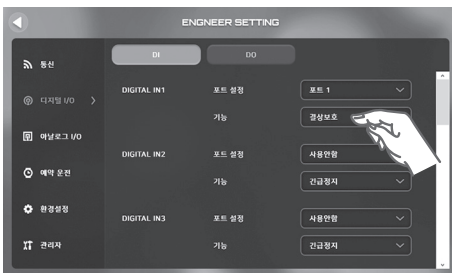 ENGNEER SETTING
통신
디지털 I/O
아날로그 I/O
예약 운전
환경설정
관리자
DI
DO
DIGITAL IN1
포트 설정
포트 1
기능
결상보호
DIGITAL IN2
포트 설정
사용안함
기능
긴급정지
DIGITAL IN3
포트 설정
사용안함
기능
긴급정지